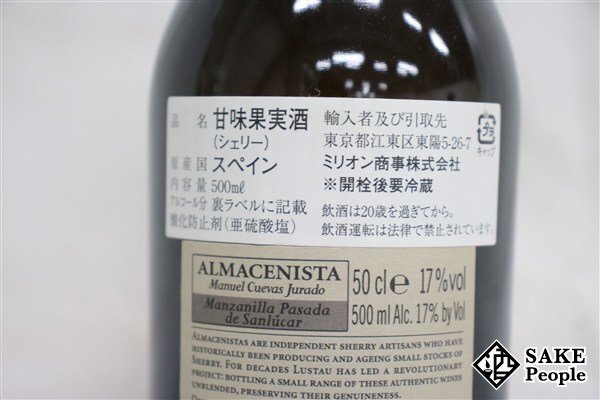 品名 甘味果実酒
(シェリー)
原産国 スペイン
内容量 500mℓ
アルコール分 裏ラベルに記載
酸化防止剤(亜硫酸塩)
輸入者及び引取先
東京都江東区東陽5-26-7
ミリオン商事株式会社
※開栓後要冷蔵
飲酒は20歳を過ぎてから。
飲酒運転は法律で禁止されています。
プラ
キャップ
ALMACENISTA
Manuel Cuevas Jurado
Manzanilla Pasada
de Sanlúcar
50 cl e 17%vol
500 ml Alc. 17% by Vol
ALMACENISTAS ARE INDEPENDENT SHERRY ARTISANS WHO HAVE
HISTORICALLY BEEN PRODUCING AND AGEING SMALL STOCKS OF
SHERRY. FOR DECADES LUSTAU HAS LED A REVOLUTIONARY
PROJECT: BOTTLING A SMALL RANGE OF THESE AUTHENTIC WINES
UNBLENDED, PRESERVING THEIR GENUINENESS.
SAKE
People